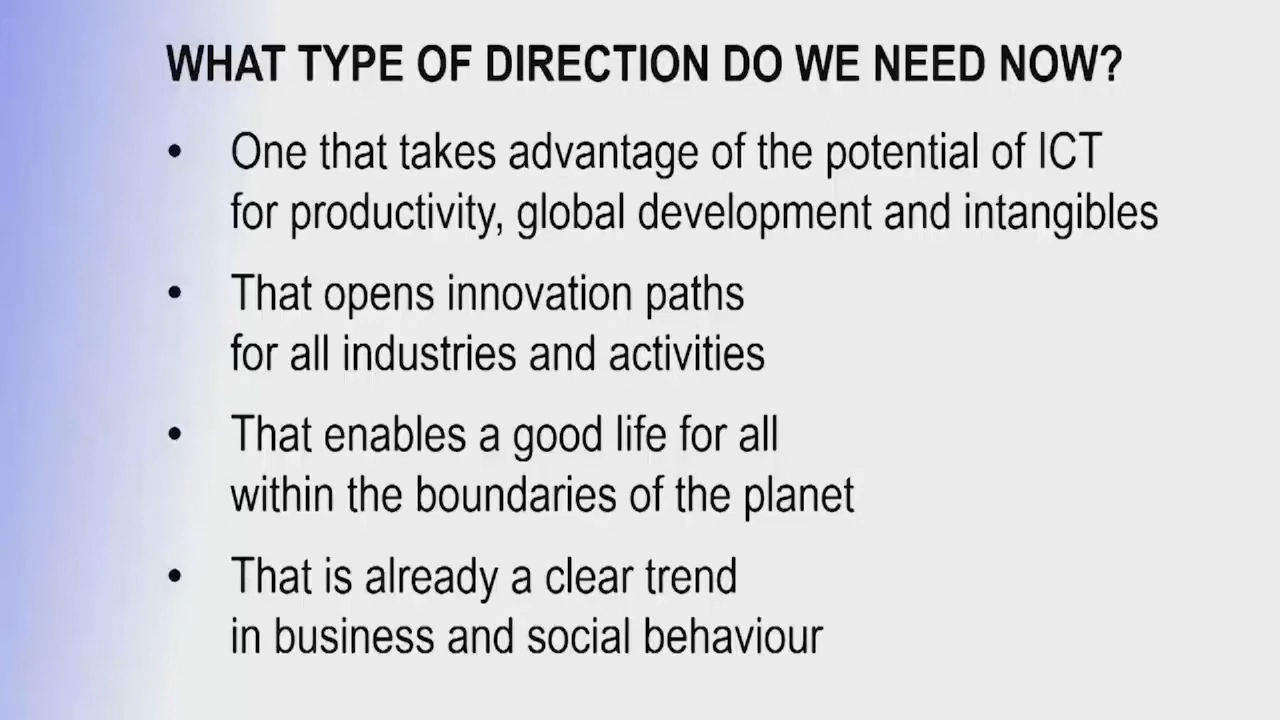 WHAT TYPE OF DIRECTION DO WE NEED NOW?
• One that takes advantage of the potential of ICT
for productivity, global development and intangibles
• That opens innovation paths
for all industries and activities
• That enables a good life for all
within the boundaries of the planet
• That is already a clear trend
in business and social behaviour